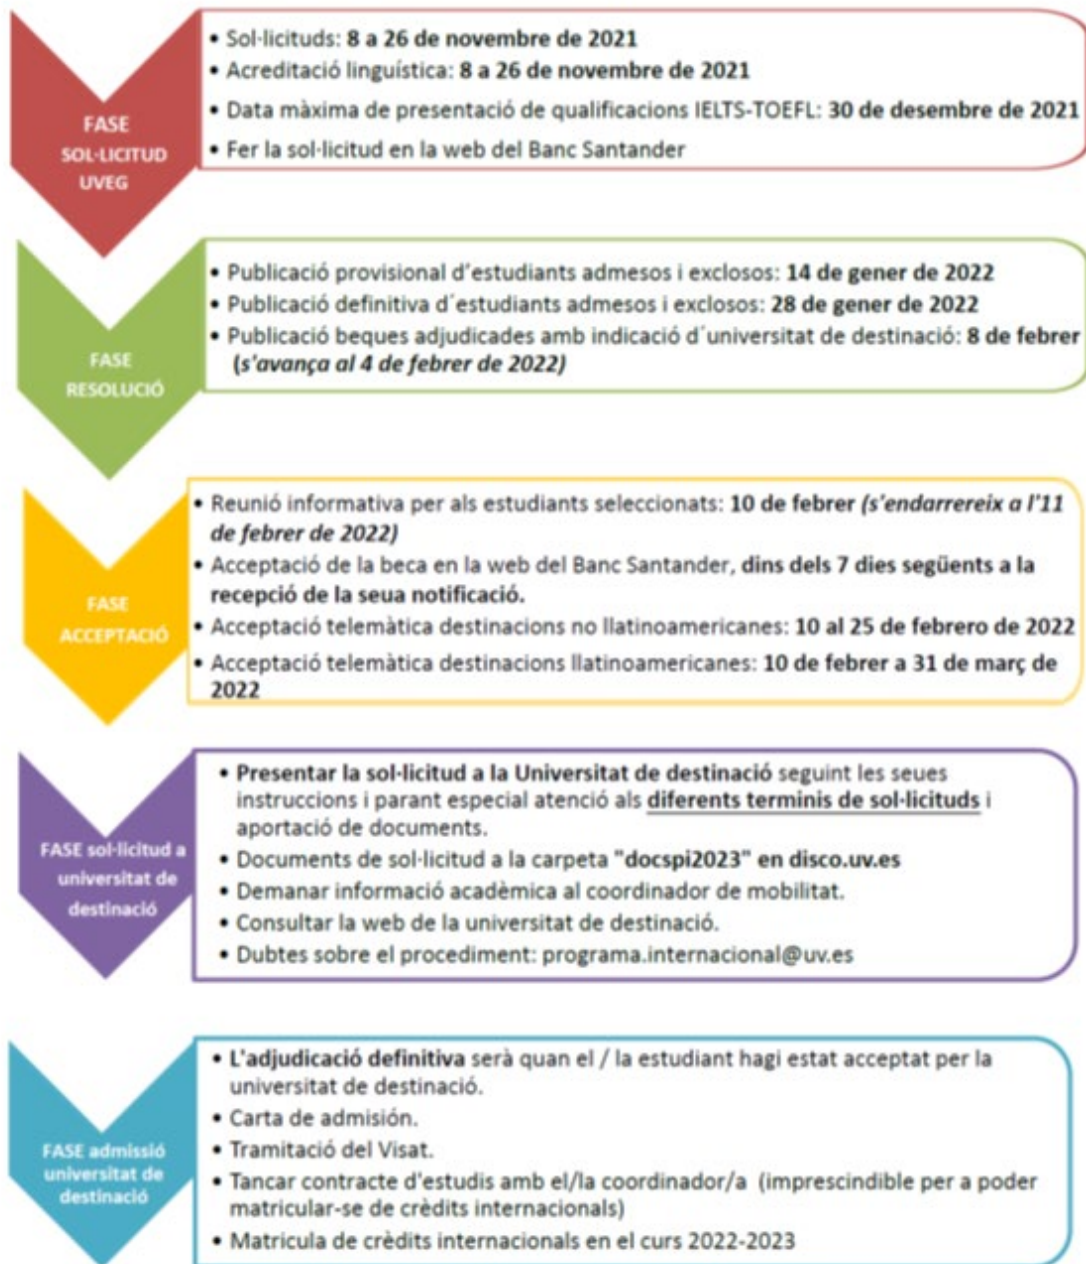 FASE
SOL·LICITUD
UVEG
• Sol·licituds: 8 a 26 de novembre de 2021
• Acreditació linguística: 8 a 26 de novembre de 2021
• Data màxima de presentació de qualificacions IELTS-TOEFL: 30 de desembre de 2021
• Fer la sol·licitud en la web del Banc Santander
FASE
RESOLUCIÓ
• Publicació provisional d'estudiants admesos i exclosos: 14 de gener de 2022
• Publicació definitiva d´estudiants admesos i exclosos: 28 de gener de 2022
• Publicació beques adjudicades amb indicació d´universitat de destinació: 8 de febrer
(s'avança al 4 de febrer de 2022)
FASE
ACCEPTACIÓ
• Reunió informativa per als estudiants seleccionats: 10 de febrer (s'endarrereix a l'11
de febrer de 2022)
• Acceptació de la beca en la web del Banc Santander, dins dels 7 dies següents a la
recepció de la seua notificació.
• Acceptació telemàtica destinacions no llatinoamericanes: 10 al 25 de febrero de 2022
• Acceptació telemàtica destinacions llatinoamericanes: 10 de febrer a 31 de març de
2022
FASE sol·licitud a
universitat de
destinació
• Presentar la sol·licitud a la Universitat de destinació seguint les seues
instruccions i parant especial atenció als diferents terminis de sol·licituds i
aportació de documents.
• Documents de sol·licitud a la carpeta "docspi2023" en disco.uv.es
• Demanar informació acadèmica al coordinador de mobilitat.
• Consultar la web de la universitat de destinació.
• Dubtes sobre el procediment: programa.internacional@uv.es
FASE admissió
universitat de
destinació
• L'adjudicació definitiva serà quan el / la estudiant hagi estat acceptat per la
universitat de destinació.
• Carta de admisión.
• Tramitació del Visat.
• Tancar contracte d'estudis amb el/la coordinador/a (imprescindible per a poder
matricular-se de crèdits internacionals)
• Matricula de crèdits internacionals en el curs 2022-2023